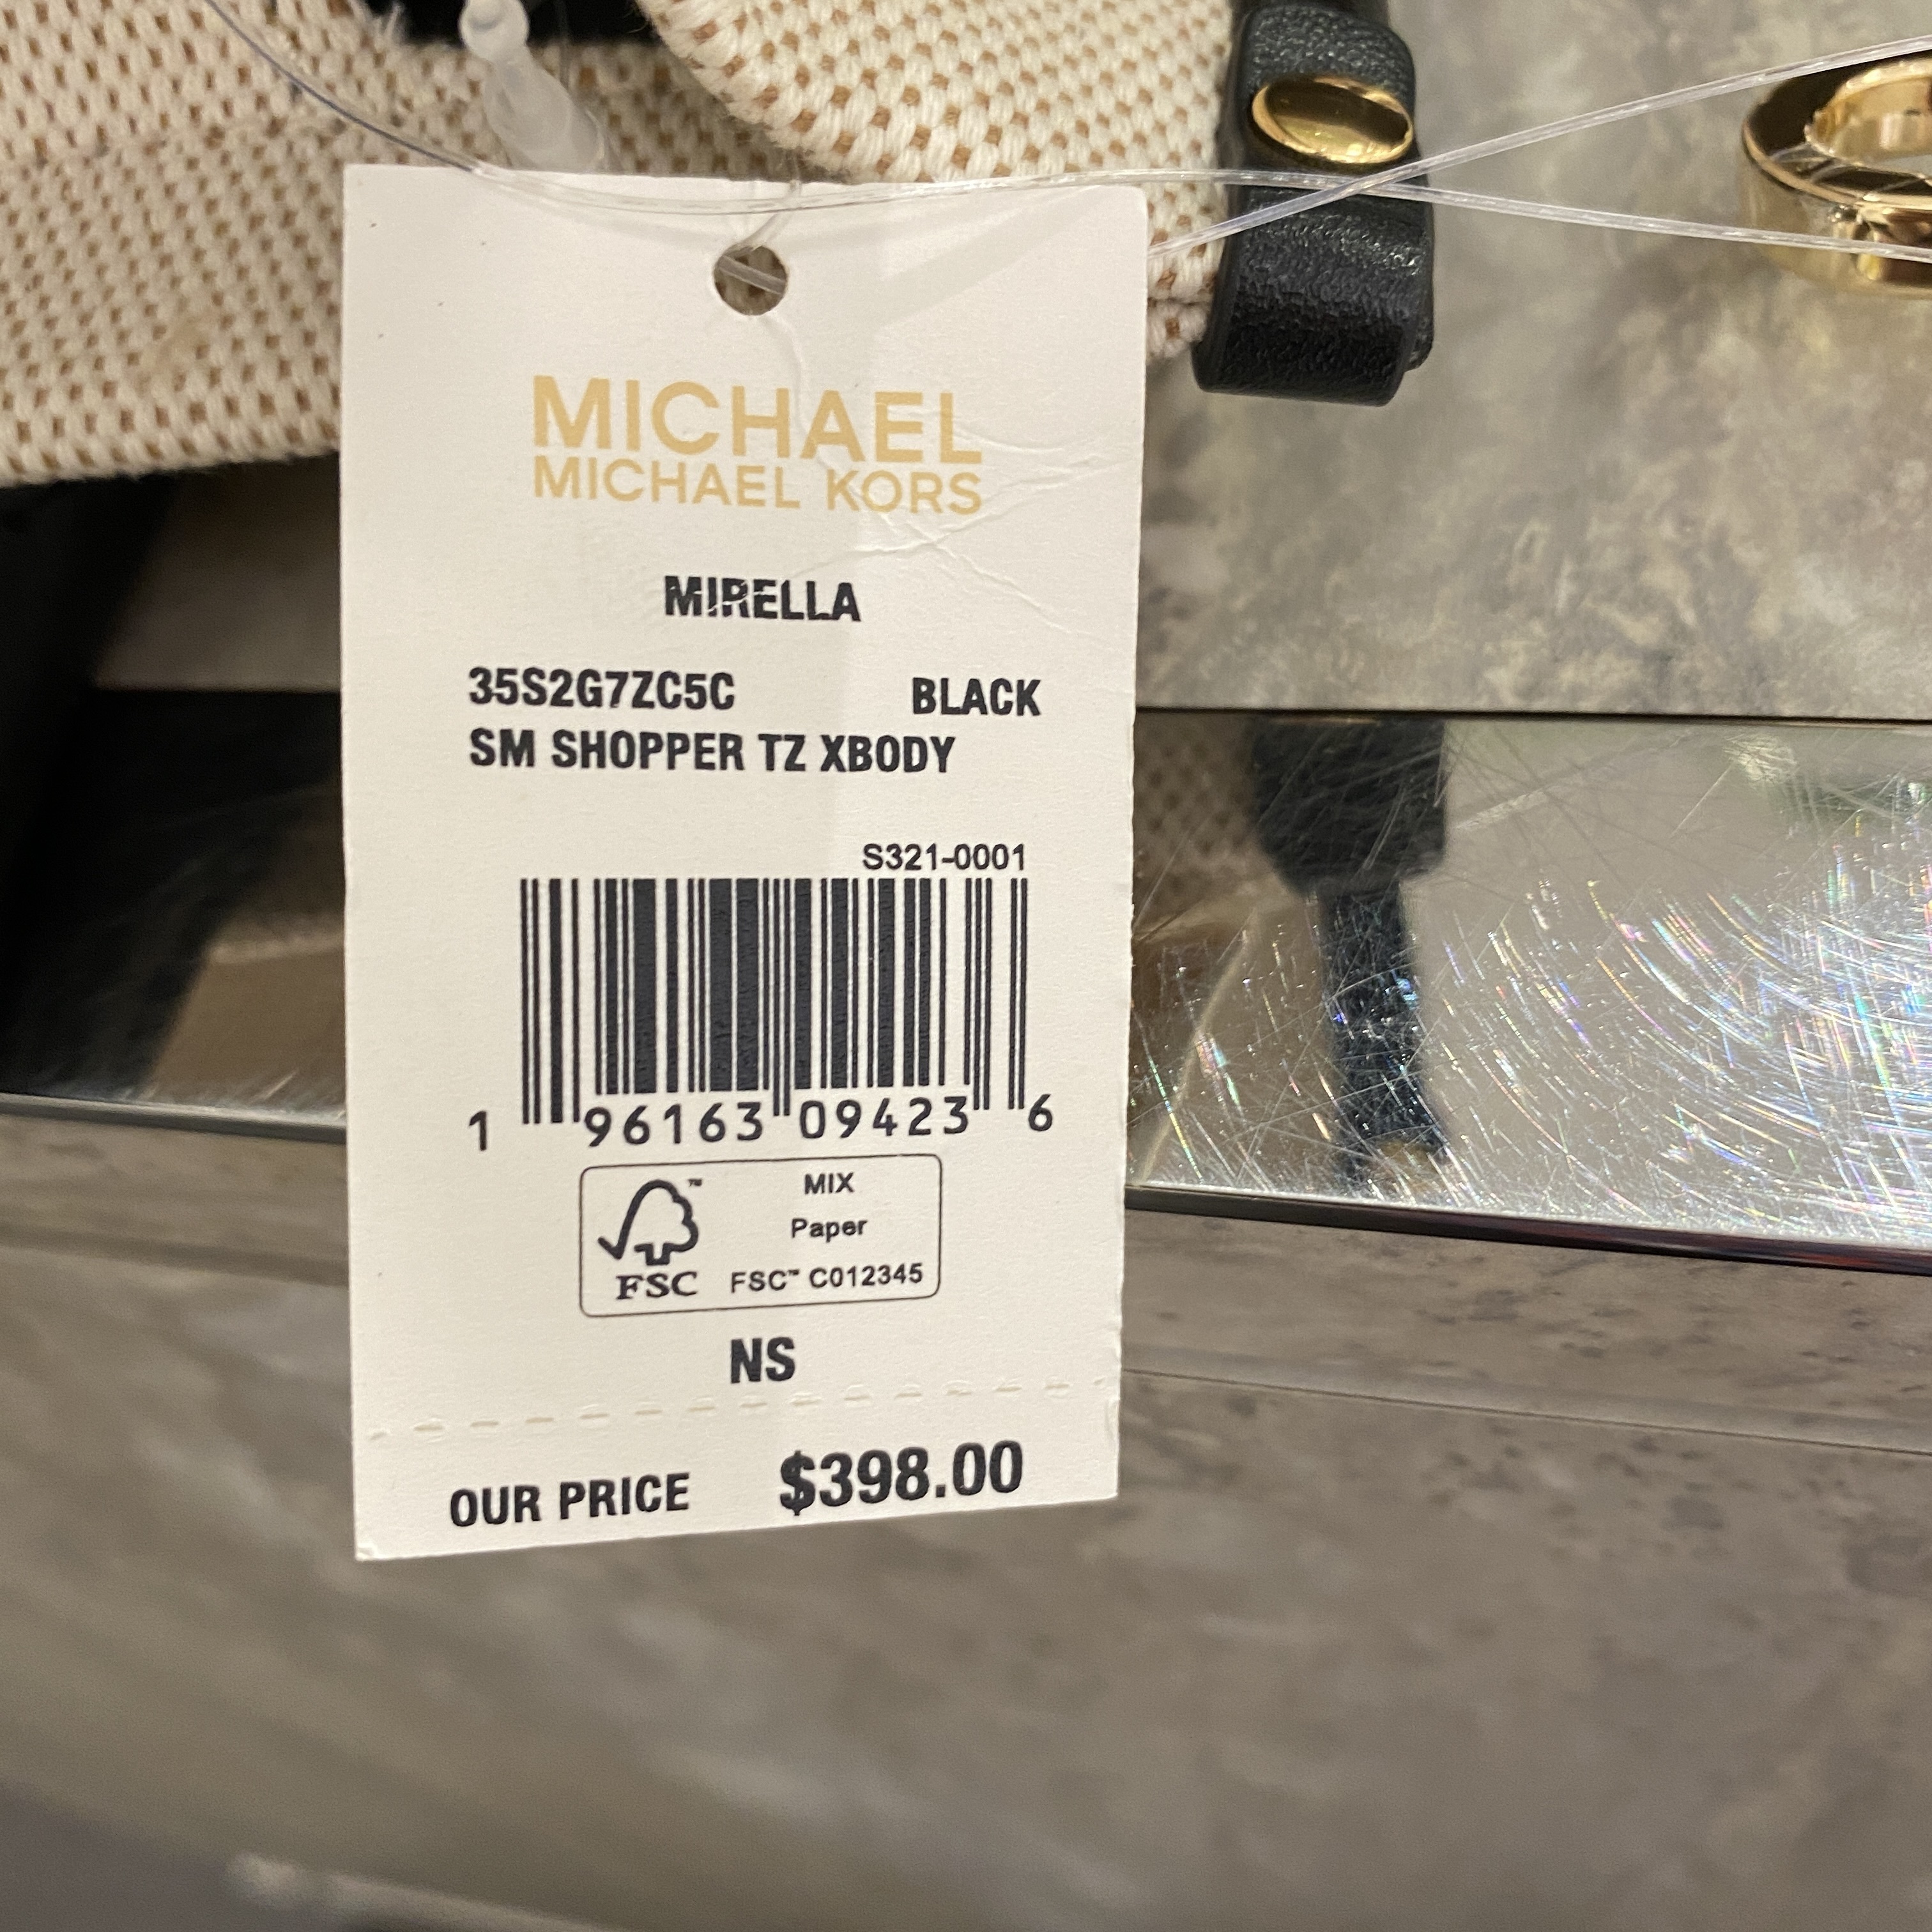 MICHAEL
MICHAEL KORS
MIRELLA
35S2G7ZC5C BLACK
SM SHOPPER TZ XBODY
S321-0001
1 96163 09423 6
FSC
MIX
Paper
FSC™ C012345
NS
OUR PRICE $398.00